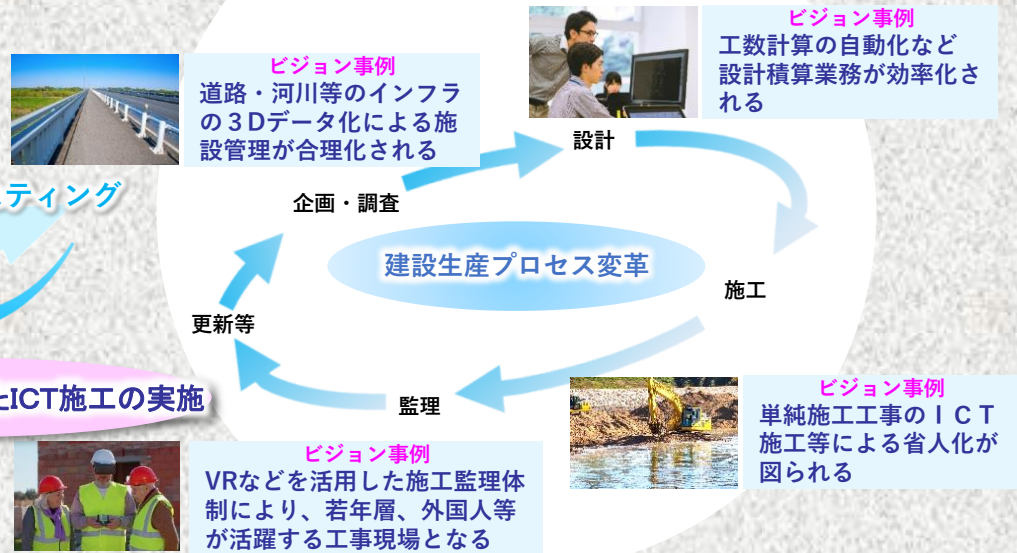 ビジョン事例
工数計算の自動化など
設計積算業務が効率化さ
れる
ビジョン事例
道路・河川等のインフラ
の３Dデータ化による施
設管理が合理化される
設計
スティング
企画・調査
建設生産プロセス変革
施工
更新等
ICT施工の実施
監理
ビジョン事例
単純施工工事のＩＣＴ
施工等による省人化が
図られる
ビジョン事例
VRなどを活用した施工監理体
制により、若年層、外国人等
が活躍する工事現場となる